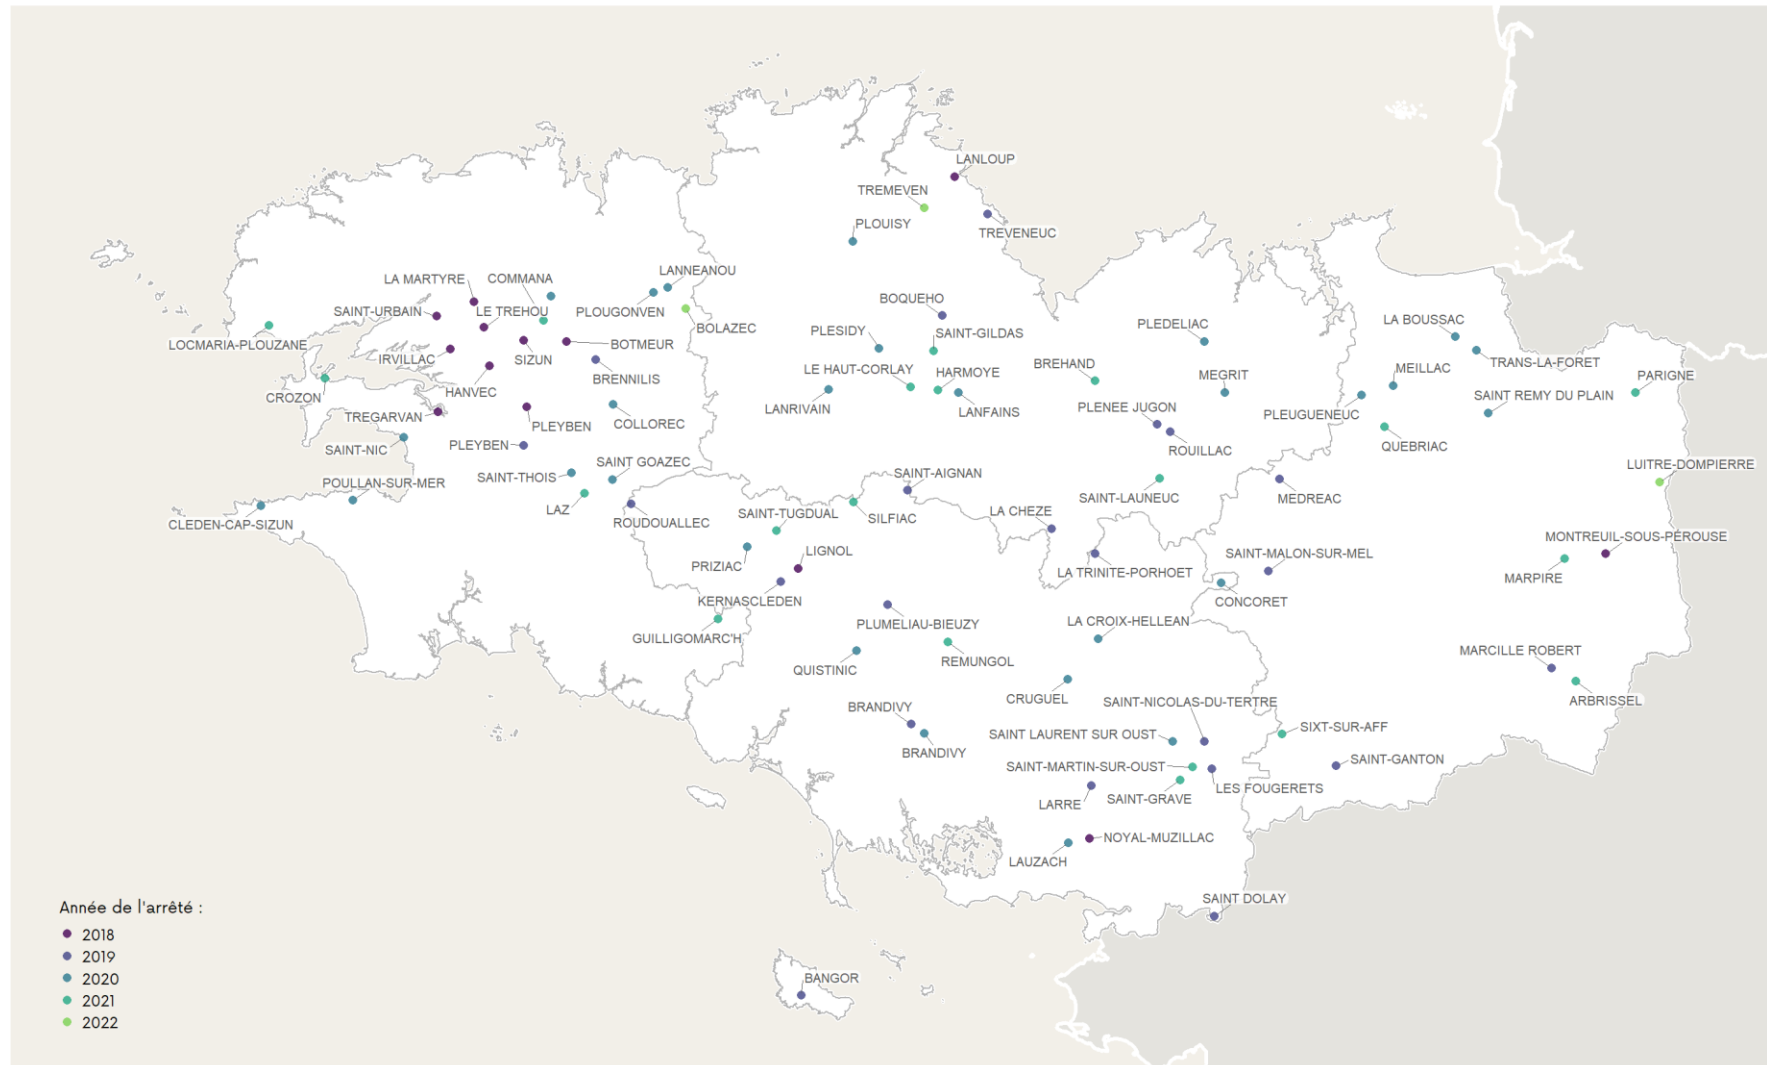 LANLOUP
TREMEVEN
PLOUISY
TREVENEUC
LANNEANOU
LA MARTYRE
COMMANA
SAINT-URBAIN
LE TREHOU
PLOUGONVEN
BOLAZEC
BOQUEHO
LOCMARIA-PLOUZANE
IRVILLAC
SIZUN
BOTMEUR
PLESIDY
SAINT-GILDAS
PLEDELIAC
LA BOUSSAC
BREHAND
TRANS-LA-FORET
BRENNILIS
LE HAUT-CORLAY
HARMOYE
MEGRIT
MEILLAC
PARIGNE
CROZON
HANVEC
LANRIVAIN
LANFAINS
PLENEE JUGON
PLEUGUENEUC
SAINT REMY DU PLAIN
TREGARVAN
PLEYBEN
COLLOREC
ROUILLAC
QUEBRIAC
SAINT-NIC
PLEYBEN
SAINT GOAZEC
LUITRE-DOMPIERRE
SAINT-THOIS
SAINT-AIGNAN
POULLAN-SUR-MER
SAINT-LAUNEUC
MEDREAC
CLEDEN-CAP-SIZUN
LAZ
ROUDOUALLEC
SAINT-TUGDUAL
SILFIAC
LA CHEZE
LIGNOL
MONTREUIL-SOUS-PÉROUSE
SAINT-MALON-SUR-MEL
PRIZIAC
LA TRINITE-PORHOET
MARPIRE
KERNASCLEDEN
CONCORET
LA CROIX-HELLEAN
PLUMELIAU-BIEUZY
GUILLIGOMARC'H
REMUNGOL
MARCILLE ROBERT
QUISTINIC
CRUGUEL
SAINT-NICOLAS-DU-TERTRE
ARBRISSEL
BRANDIVY
SIXT-SUR-AFF
SAINT LAURENT SUR OUST
BRANDIVY
SAINT-GANTON
SAINT-MARTIN-SUR-OUST
LES FOUGERETS
LARRE
SAINT-GRAVE
NOYAL-MUZILLAC
LAUZACH
SAINT DOLAY
BANGOR
Année de l'arrêté :
2018
2019
2020
2021
2022